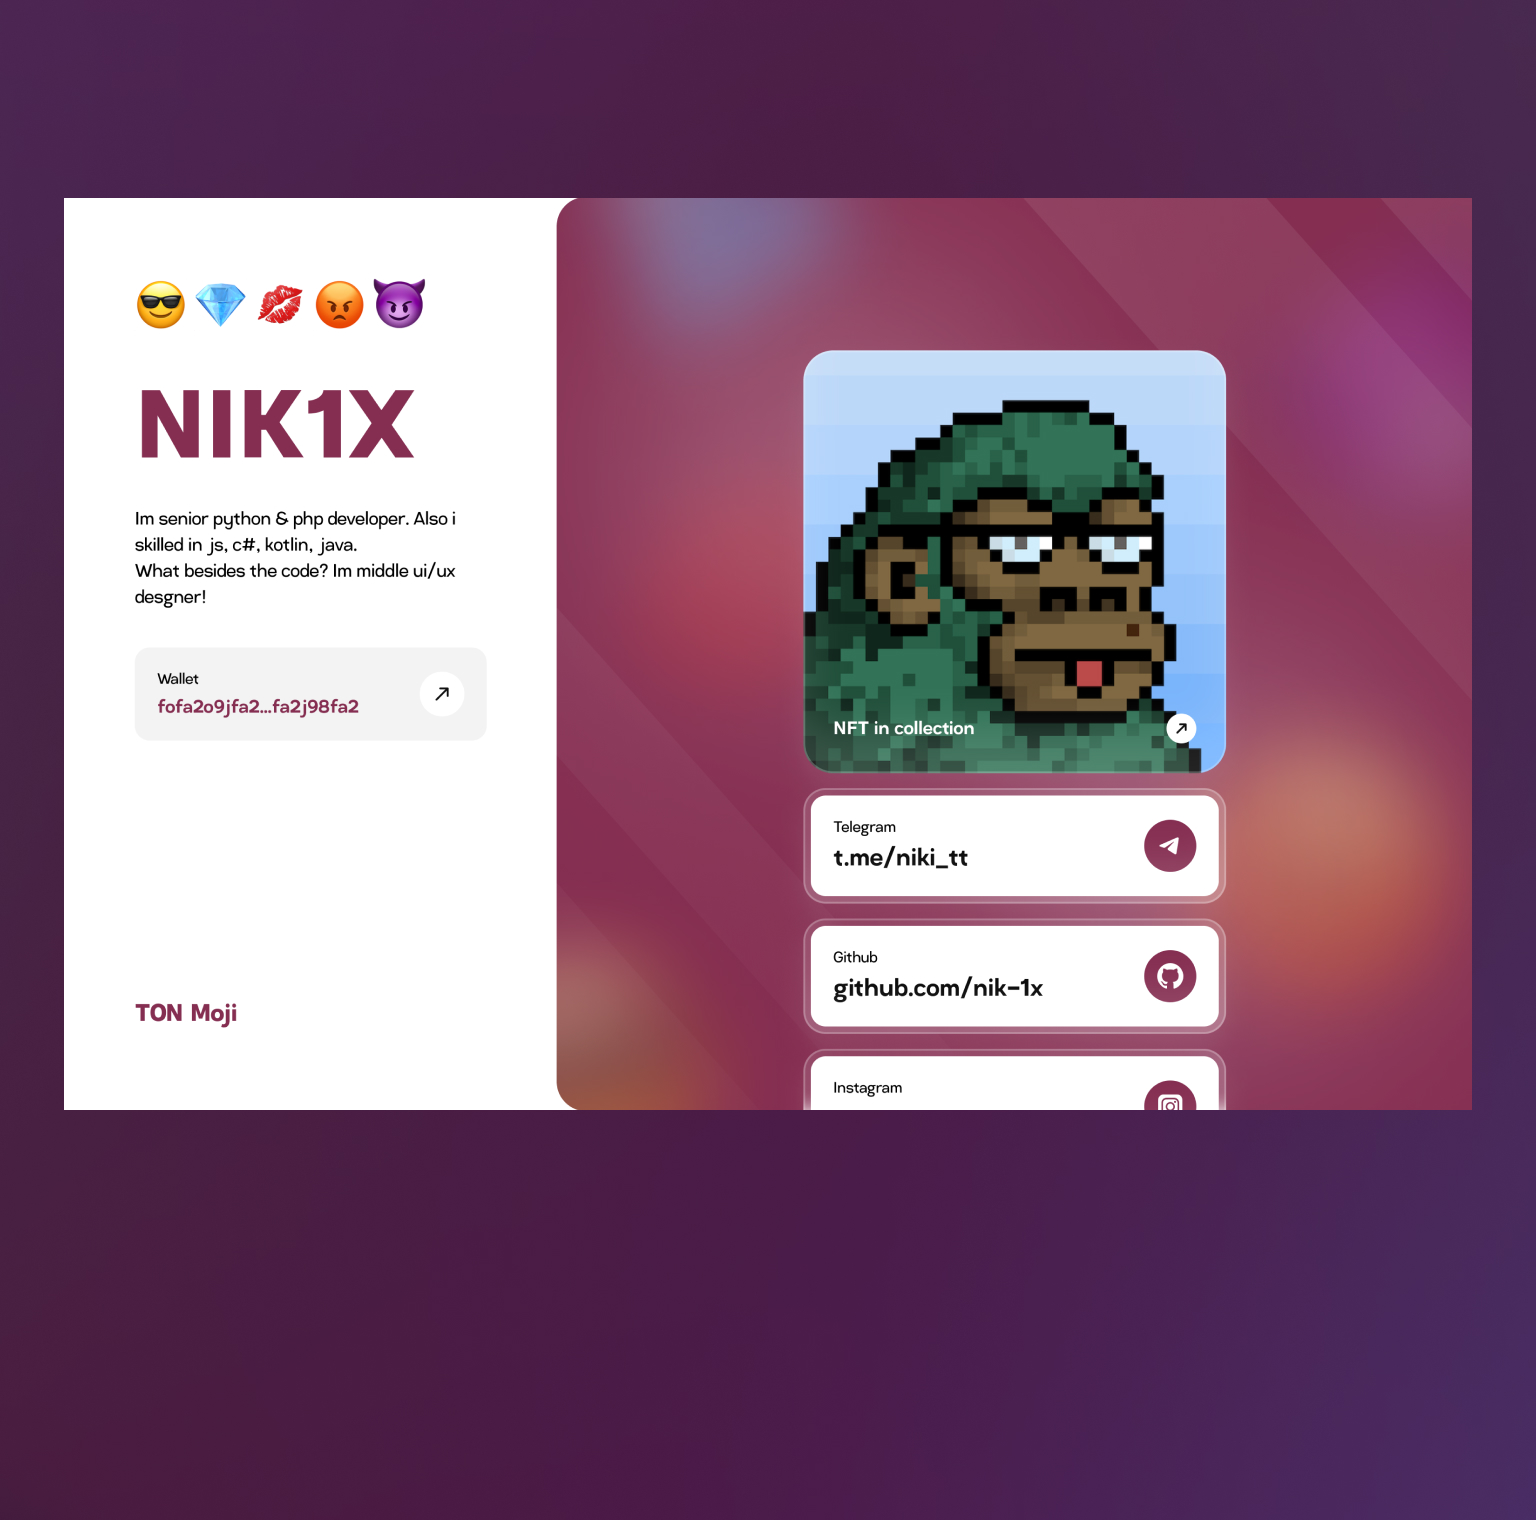 😎💎💋😡😈
NIK1X
Im senior python & php developer. Also i
skilled in js, c#, kotlin, java.
What besides the code? Im middle ui/ux
desgner!
Wallet
fofa2o9jfa2...fa2j98fa2
TON Moji
NFT in collection
Telegram
t.me/niki_tt
Github
github.com/nik-1x
Instagram